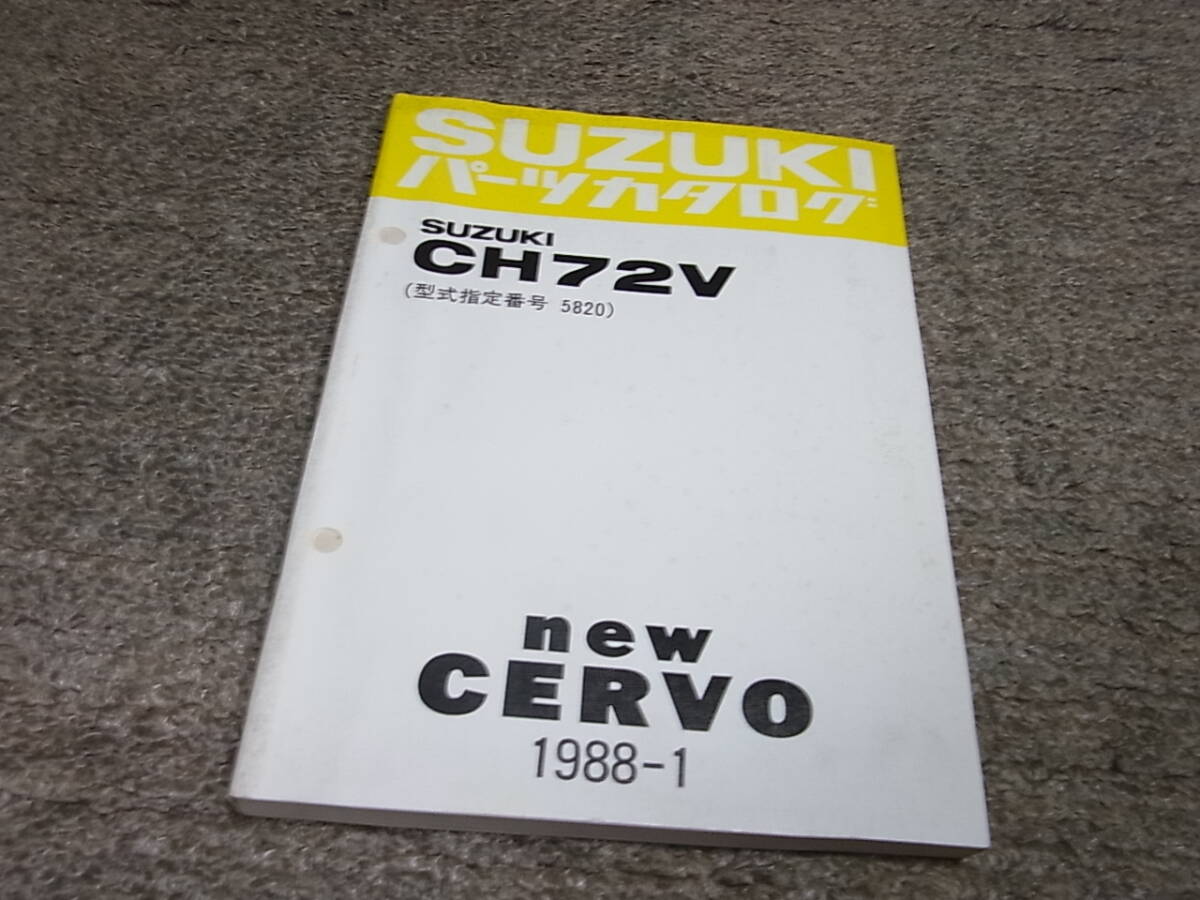 SUZUKI
パーツカタログ
SUZUKI
CH72V
(型式指定番号 5820)
new
CERVO
1988-1